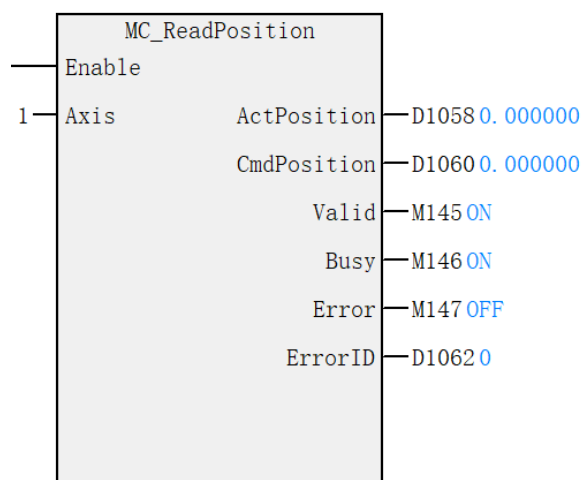 MC_ReadPosition
Enable
1 Axis ActPosition D1058 0.000000
CmdPosition D1060 0.000000
Valid M145 ON
Busy M146 ON
Error M147 OFF
ErrorID D1062 0